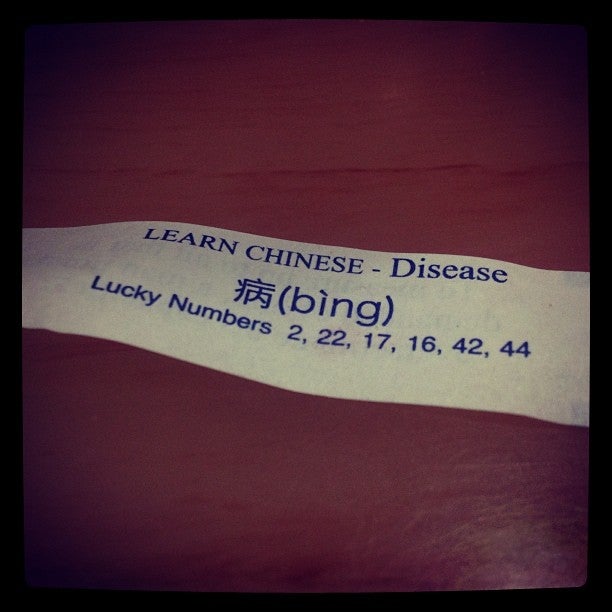 LEARN CHINESE - Disease
病(bìng)
Lucky Numbers 2, 22, 17, 16, 42, 44